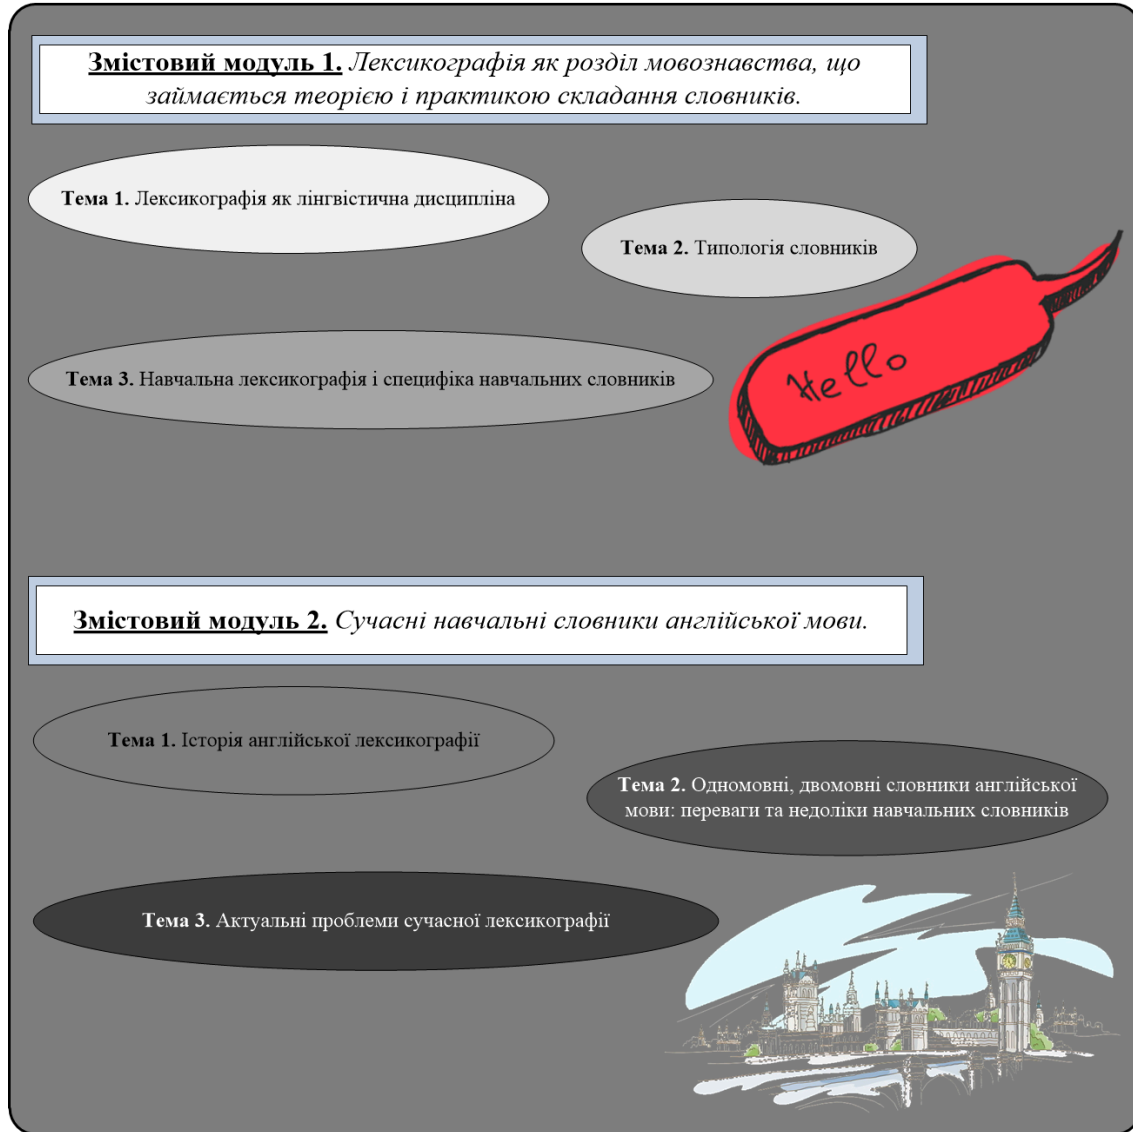 Змістовий модуль 1. Лексикографія як розділ мовознавства, що
займається теорією і практикою складання словників.
Тема 1. Лексикографія як лінгвістична дисципліна
Тема 2. Типологія словників
Тема 3. Навчальна лексикографія і специфіка навчальних словників
Hello
Змістовий модуль 2. Сучасні навчальні словники англійської мови.
Тема 1. Історія англійської лексикографії
Тема 2. Одномовні, двомовні словники англійської
мови: переваги та недоліки навчальних словників
Тема 3. Актуальні проблеми сучасної лексикографії